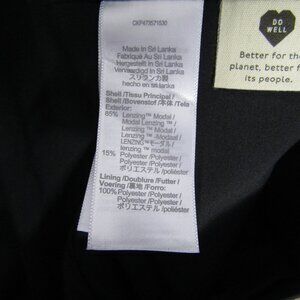 CKP473571530
Made in Sri Lanka
Fabriqué Au Sri Lanka
Hergestellt in Sri Lanka
Vervaardigd In Sri Lanka
スリランカ製
hecho en sri lanka
Shell /Tissu Principal /
Shell /Bovenstof /本体 /Tela
Exterior:
85% Lenzing™ Modal /
Modal Lenzing™ /
Lenzing™ Modal /
Lenzing™ Modaal /
LENZING™モーダル /
lenzing™ modal
15% Polyester /Polyester /
Polyester /Polyester /
ポリエステル /poliéster
Lining /Doublure /Futter /
Voering /裏地 /Forro:
100% Polyester /Polyester /
Polyester /Polyester /
ポリエステル /poliéster
DO
WELL
Better for the
planet, better f
its people.